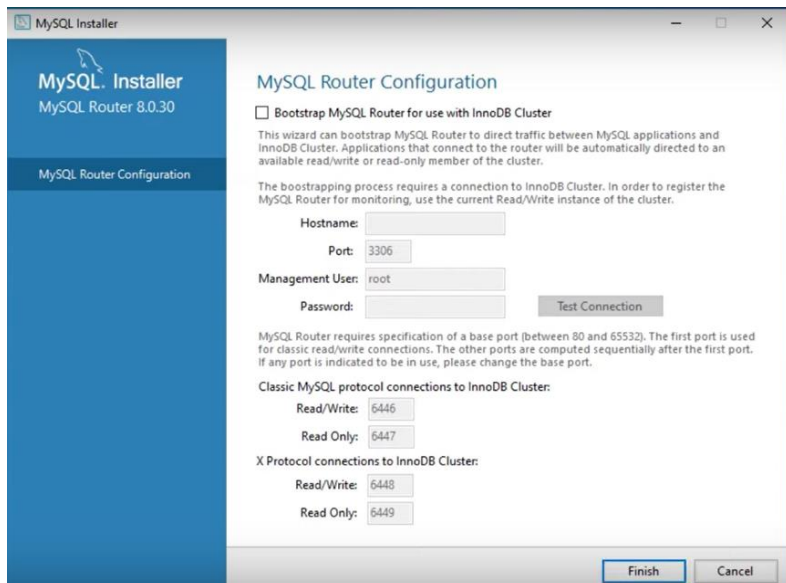 MySQL Installer
MySQL. Installer
MySQL Router 8.0.30
MySQL Router Configuration
MySQL Router Configuration
Bootstrap MySQL Router for use with InnoDB Cluster
This wizard can bootstrap MySQL Router to direct traffic between MySQL applications and
InnoDB Cluster. Applications that connect to the router will be automatically directed to an
available read/write or read-only member of the cluster.
The boostrapping process requires a connection to InnoDB Cluster. In order to register the
MySQL Router for monitoring, use the current Read/Write instance of the cluster.
Hostname:
Port: 3306
Management User: root
Password: Test Connection
MySQL Router requires specification of a base port (between 80 and 65532). The first port is used
for classic read/write connections. The other ports are computed sequentially after the first port.
If any port is indicated to be in use, please change the base port.
Classic MySQL protocol connections to InnoDB Cluster:
Read/Write: 6446
Read Only: 6447
X Protocol connections to InnoDB Cluster:
Read/Write: 6448
Read Only: 6449
Finish Cancel